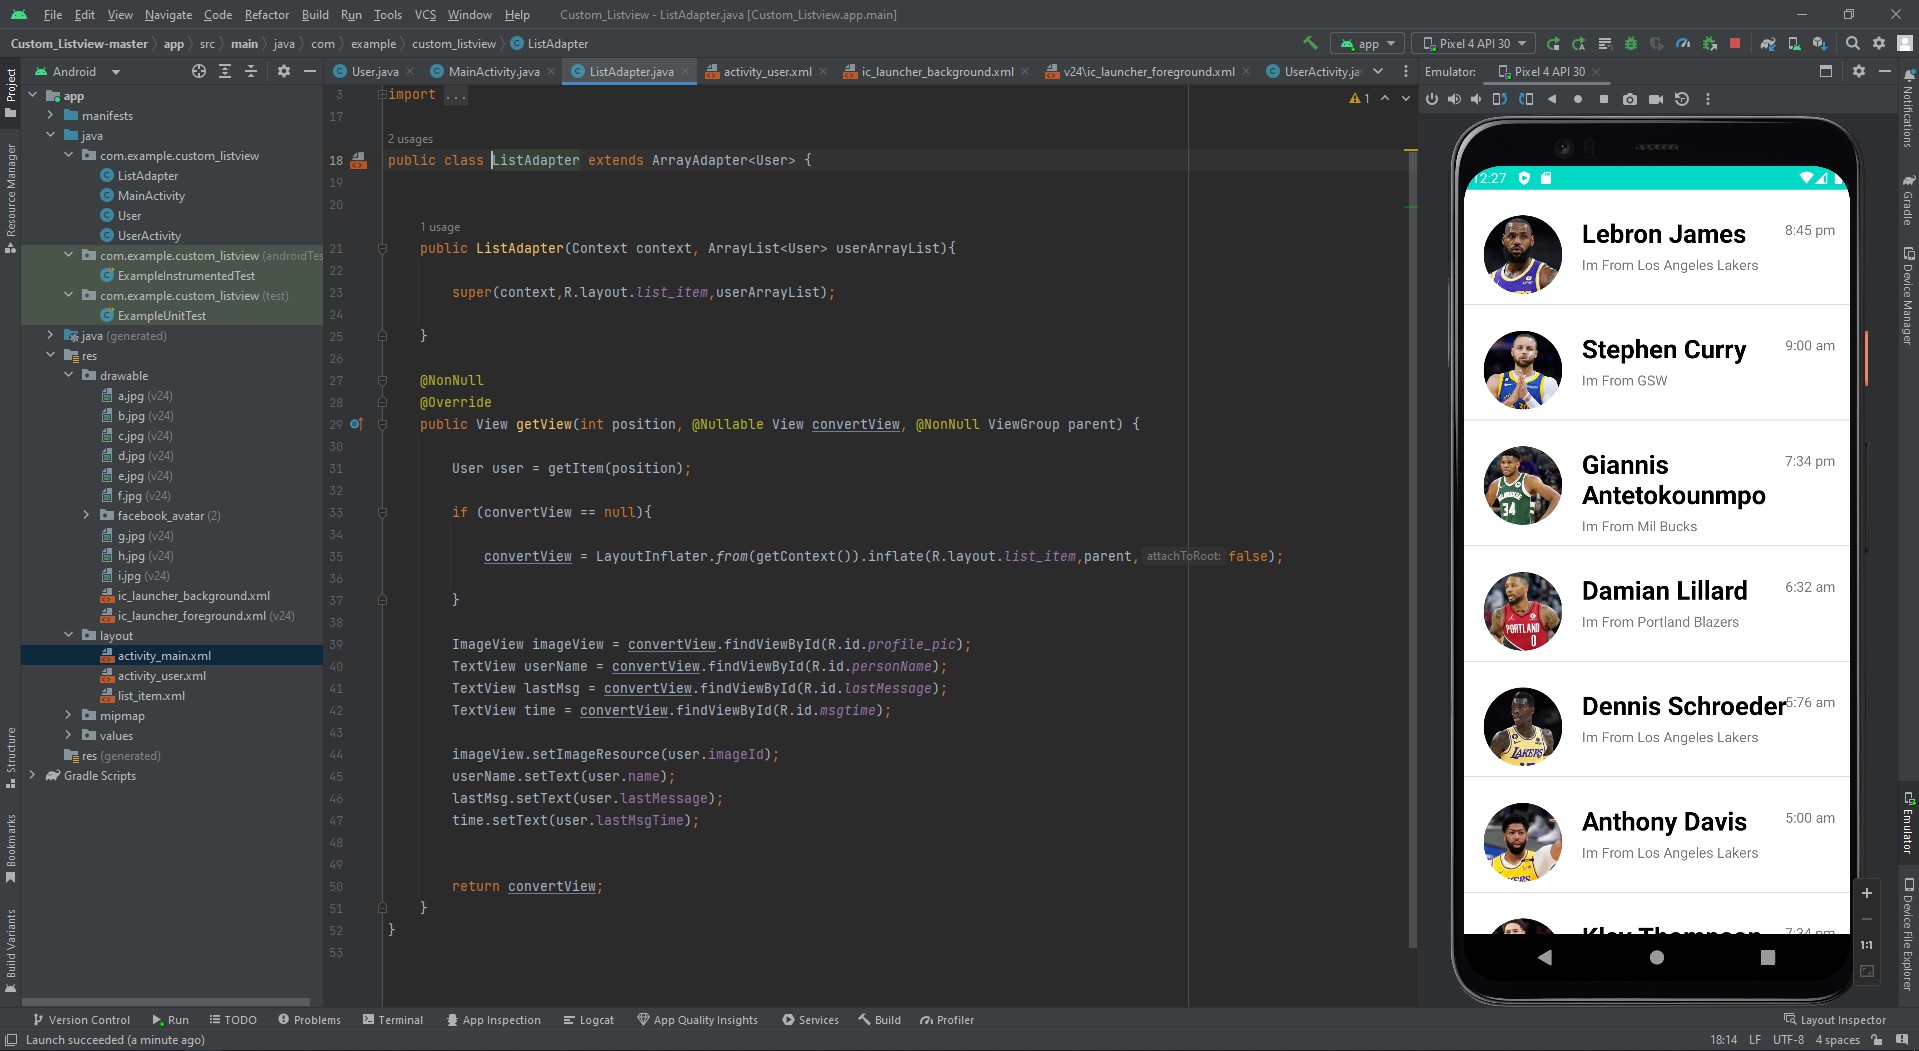 File Edit View Navigate Code Refactor Build Run Tools VCS Window Help Custom_Listview - ListAdapter.java [Custom_Listview.app.main]
Custom_Listview-master app src main java com example custom_listview ListAdapter app Pixel 4 API 30
Android User.java MainActivity.java ListAdapter.java activity_user.xml ic_launcher_background.xml v24\ic_launcher_foreground.xml UserActivity.ja Emulator: Pixel 4 API 30
Project
Resource Manager
Structure
Bookmarks
Build Variants
app
manifests
java
com.example.custom_listview
ListAdapter
MainActivity
User
UserActivity
com.example.custom_listview (androidTes
ExampleInstrumentedTest
com.example.custom_listview (test)
ExampleUnitTest
java (generated)
res
drawable
a.jpg (v24)
b.jpg (v24)
c.jpg (v24)
d.jpg (v24)
e.jpg (v24)
f.jpg (v24)
facebook_avatar (2)
g.jpg (v24)
h.jpg (v24)
i.jpg (v24)
ic_launcher_background.xml
ic_launcher_foreground.xml (v24)
layout
activity_main.xml
activity_user.xml
list_item.xml
mipmap
values
res (generated)
Gradle Scripts
1
3 import ...
17
2 usages
18 public class ListAdapter extends ArrayAdapter<User> {
19
20
1 usage
21 public ListAdapter(Context context, ArrayList<User> userArrayList){
22
23 super(context,R.layout.list_item,userArrayList);
24
25 }
26
27 @NonNull
28 @Override
29 public View getView(int position, @Nullable View convertView, @NonNull ViewGroup parent) {
30
31 User user = getItem(position);
32
33 if (convertView == null){
34
35 convertView = LayoutInflater.from(getContext()).inflate(R.layout.list_item,parent, attachToRoot: false);
36
37 }
38
39 ImageView imageView = convertView.findViewById(R.id.profile_pic);
40 TextView userName = convertView.findViewById(R.id.personName);
41 TextView lastMsg = convertView.findViewById(R.id.lastMessage);
42 TextView time = convertView.findViewById(R.id.msgtime);
43
44 imageView.setImageResource(user.imageId);
45 userName.setText(user.name);
46 lastMsg.setText(user.lastMessage);
47 time.setText(user.lastMsgTime);
48
49
50 return convertView;
51 }
52 }
53
12:27
Lebron James 8:45 pm
Im From Los Angeles Lakers
Stephen Curry 9:00 am
Im From GSW
Giannis 7:34 pm
Antetokounmpo
Im From Mil Bucks
34
Damian Lillard 6:32 am
Im From Portland Blazers
PORTLAND
0
Dennis Schroeder 5:76 am
Im From Los Angeles Lakers
LAKERS
Anthony Davis 5:00 am
Im From Los Angeles Lakers
Klay Thompson 7:34 pm
1:1
Notifications
Gradle
Device Manager
Emulator
Device File Explorer
Version Control Run TODO Problems Terminal App Inspection Logcat App Quality Insights Services Build Profiler Layout Inspector
Launch succeeded (a minute ago) 18:14 LF UTF-8 4 spaces